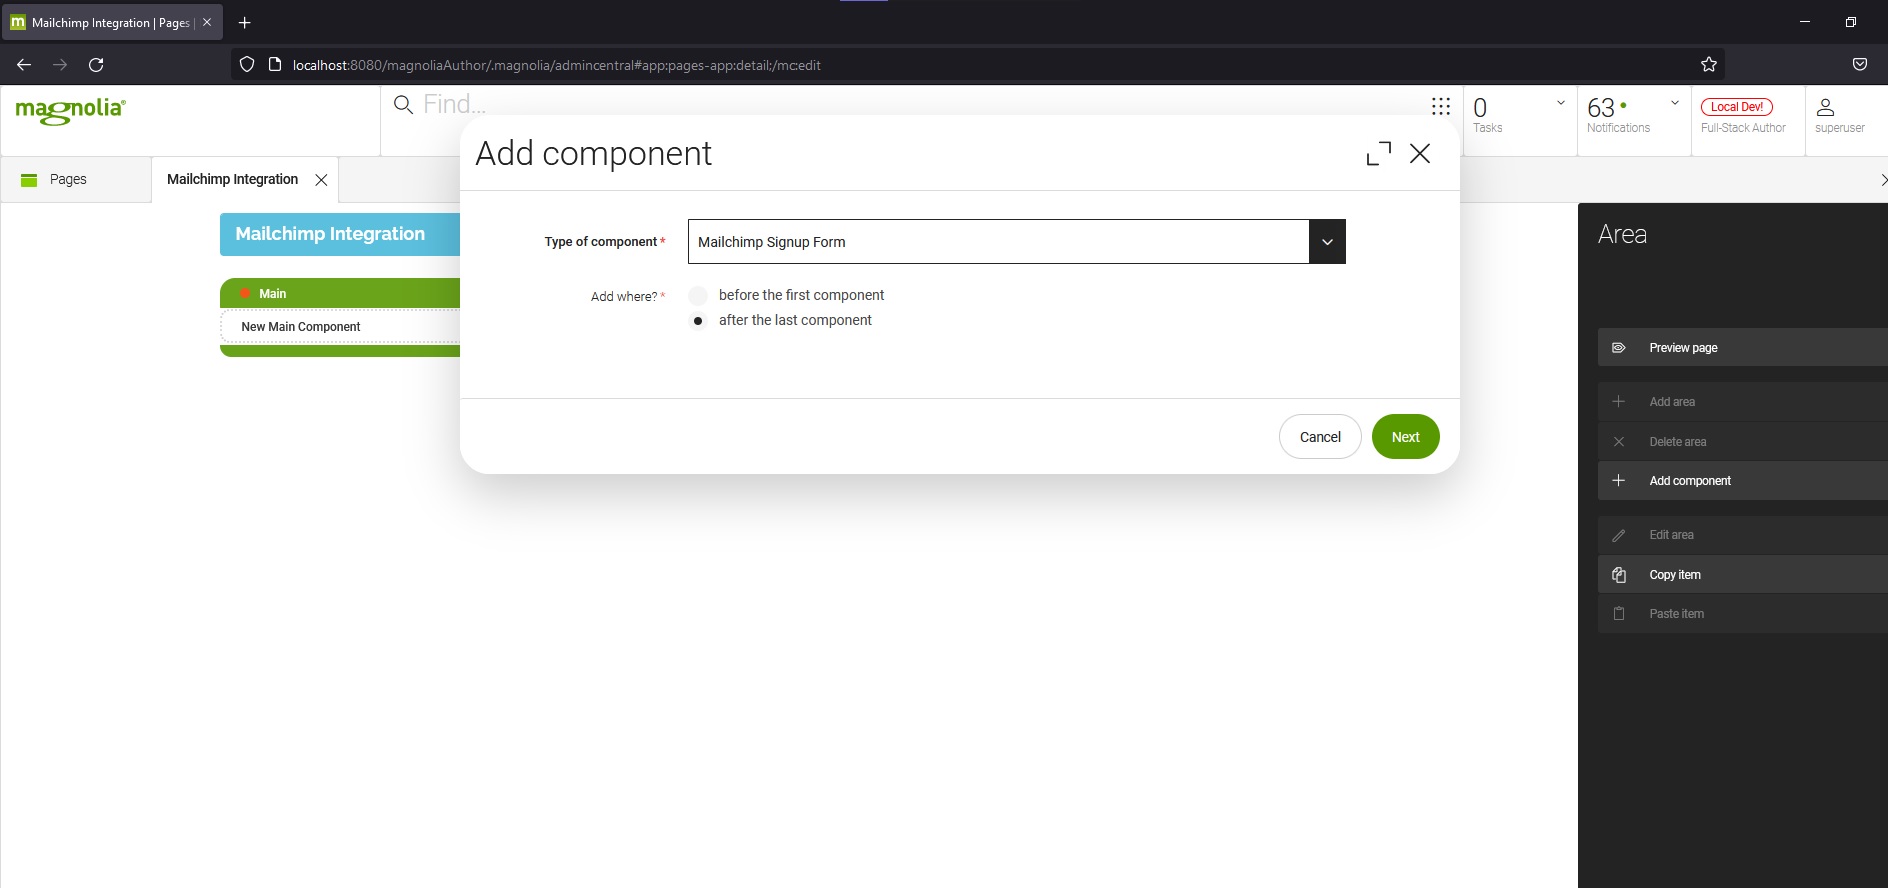 Mailchimp Integration | Pages |
localhost:8080/magnoliaAuthor/.magnolia/admincentral#app:pages-app:detail;/mc:edit
magnolia®
Find...
0
Tasks
63
Notifications
Local Dev!
Full-Stack Author
superuser
Pages
Mailchimp Integration
Mailchimp Integration
Main
New Main Component
Add component
Type of component*
Mailchimp Signup Form
Add where?*
before the first component
after the last component
Cancel
Next
Area
Preview page
Add area
Delete area
Add component
Edit area
Copy item
Paste item